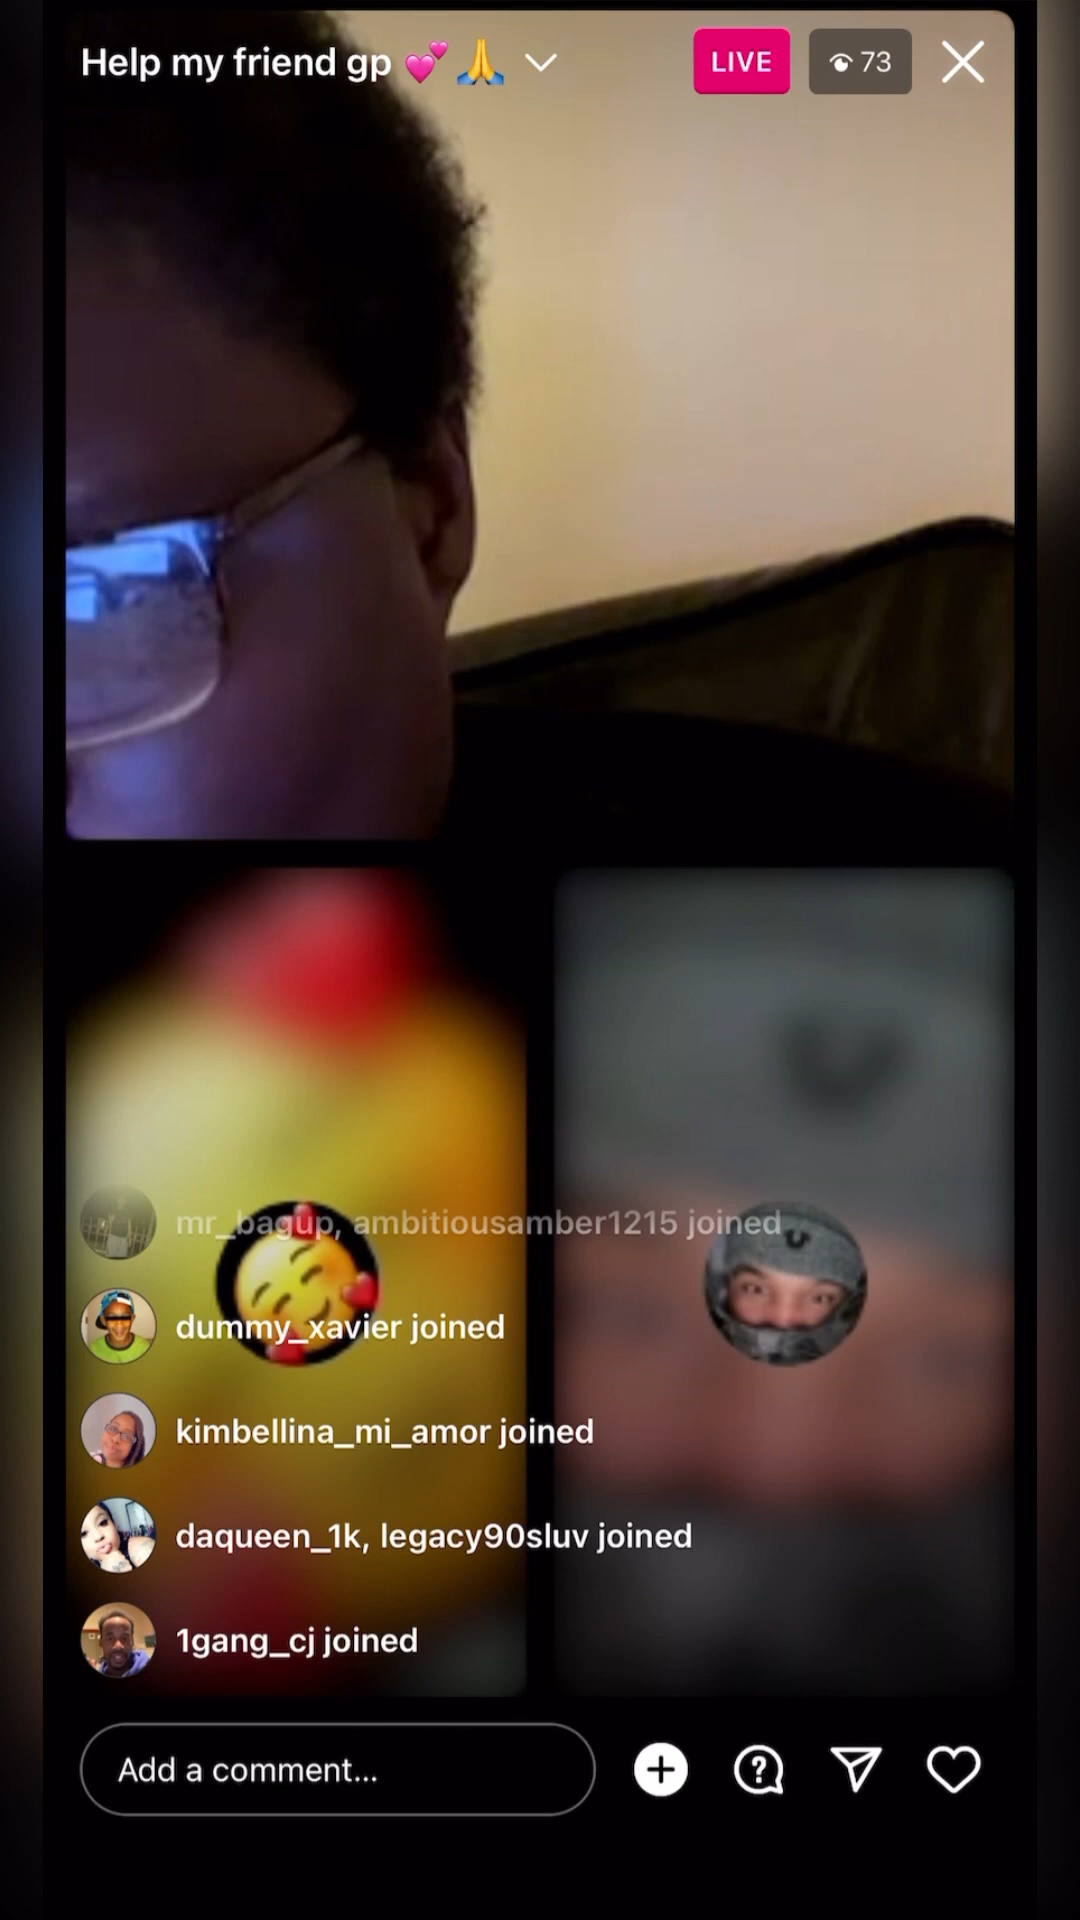 Help my friend gp 💕 🙏
LIVE
73
mr_bagup, ambitiousamber1215 joined
dummy_xavier joined
kimbellina_mi_amor joined
daqueen_1k, legacy90sluv joined
1gang_cj joined
Add a comment...